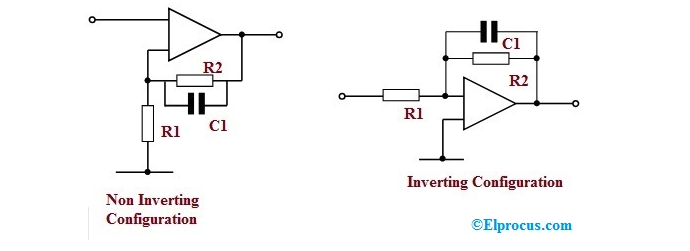 R2
C1
R1
Non Inverting
Configuration
C1
R2
R1
Inverting Configuration
©Elprocus.com